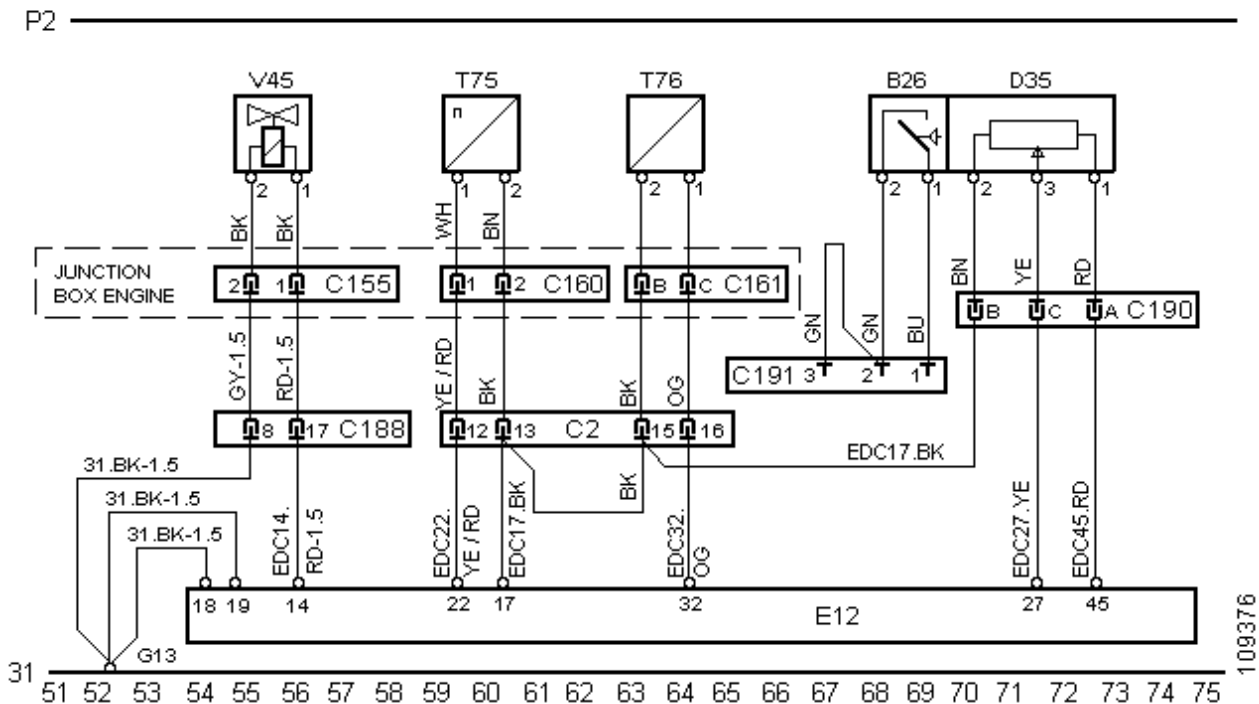 P2
V45 T75 T76 B26 D35
п
2 1 1 2 2 1 2 1 2 3 1
BK BK WH BN BN YE RD
JUNCTION
BOX ENGINE
2 1 C155 1 2 C160 B C C161
B C A C190
GN GN BU
C191 3 2 1
GY-1.5 RD-1.5 YE / RD BK BK OG
8 17 C188 12 13 C2 15 16
31.BK-1.5
EDC17.BK
31.BK-1.5
31.BK-1.5
EDC14. RD-1.5 EDC22. YE / RD EDC17.BK BK EDC32. OG EDC27.YE EDC45.RD
18 19 14 22 17 32 27 45
E12
G13
31
51 52 53 54 55 56 57 58 59 60 61 62 63 64 65 66 67 68 69 70 71 72 73 74 75
109376